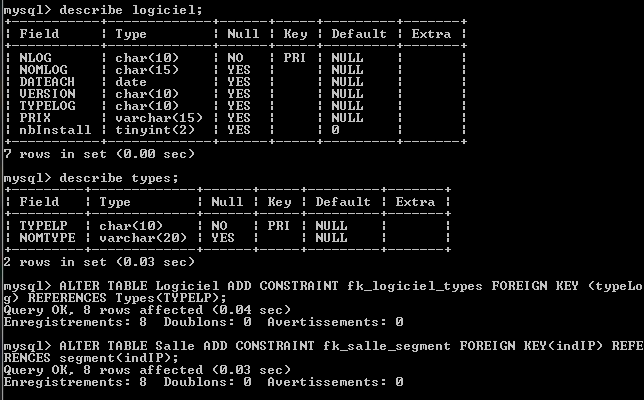 mysql> describe logiciel;
+-----------+-------------+------+-----+---------+-------+
| Field | Type | Null | Key | Default | Extra |
+-----------+-------------+------+-----+---------+-------+
| NLOG | char(10) | NO | PRI | NULL | |
| NOMLOG | char(15) | YES | | NULL | |
| DATEACH | date | YES | | NULL | |
| VERSION | char(10) | YES | | NULL | |
| TYPELOG | char(10) | YES | | NULL | |
| PRIX | varchar(15) | YES | | NULL | |
| nbInstall | tinyint(2) | YES | | 0 | |
+-----------+-------------+------+-----+---------+-------+
7 rows in set (0.00 sec)
mysql> describe types;
+---------+-------------+------+-----+---------+-------+
| Field | Type | Null | Key | Default | Extra |
+---------+-------------+------+-----+---------+-------+
| TYPELP | char(10) | NO | PRI | NULL | |
| NOMTYPE | varchar(20) | YES | | NULL | |
+---------+-------------+------+-----+---------+-------+
2 rows in set (0.03 sec)
mysql> ALTER TABLE Logiciel ADD CONSTRAINT fk_logiciel_types FOREIGN KEY (typeLo
g) REFERENCES Types(TYPELP);
Query OK, 8 rows affected (0.04 sec)
Enregistrements: 8 Doublons: 0 Avertissements: 0
mysql> ALTER TABLE Salle ADD CONSTRAINT fk_salle_segment FOREIGN KEY(indIP) REFE
RENCES segment(indIP);
Query OK, 8 rows affected (0.03 sec)
Enregistrements: 8 Doublons: 0 Avertissements: 0